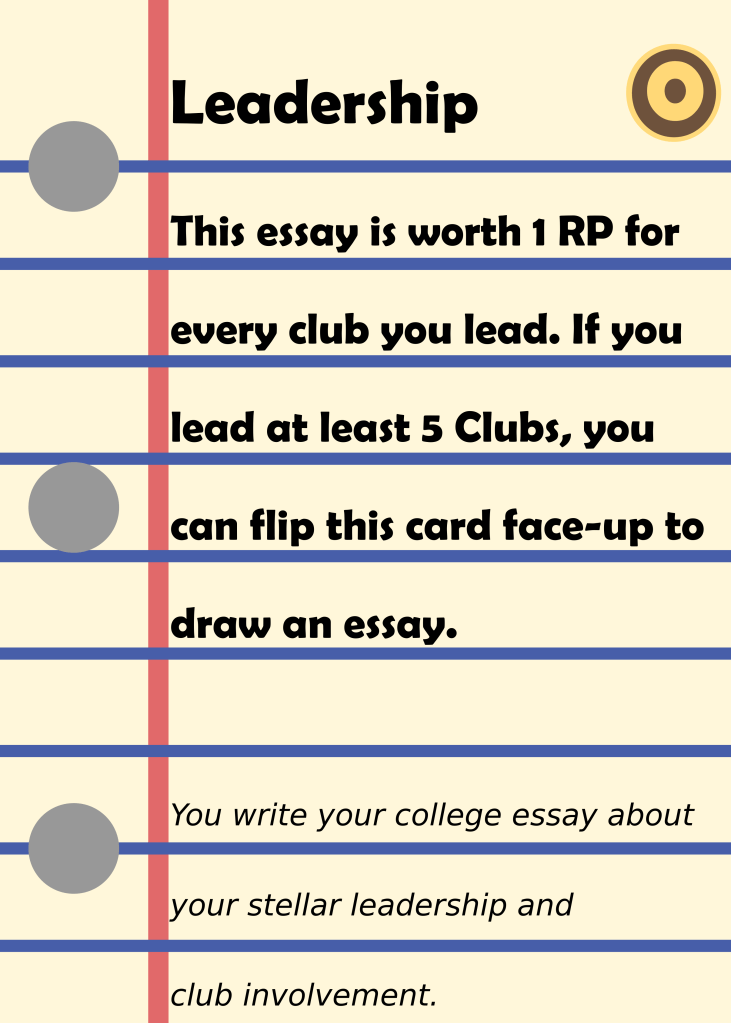 Leadership
This essay is worth 1 RP for
every club you lead. If you
lead at least 5 Clubs, you
can flip this card face-up to
draw an essay.
You write your college essay about
your stellar leadership and
club involvement.